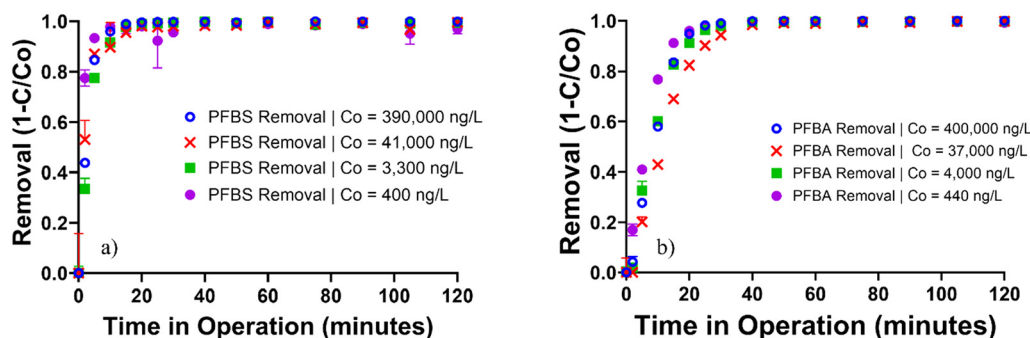 Removal (1-C/Co)
1.0
0.8
0.6
0.4
0.2
0.0
PFBS Removal | Co = 390,000 ng/L
PFBS Removal | Co = 41,000 ng/L
PFBS Removal | Co = 3,300 ng/L
PFBS Removal | Co = 400 ng/L
a)
0 20 40 60 80 100 120
Time in Operation (minutes)
Removal (1-C/Co)
1.0
0.8
0.6
0.4
0.2
0.0
PFBA Removal | Co = 400,000 ng/L
PFBA Removal | Co = 37,000 ng/L
PFBA Removal | Co = 4,000 ng/L
PFBA Removal | Co = 440 ng/L
b)
0 20 40 60 80 100 120
Time in Operation (minutes)